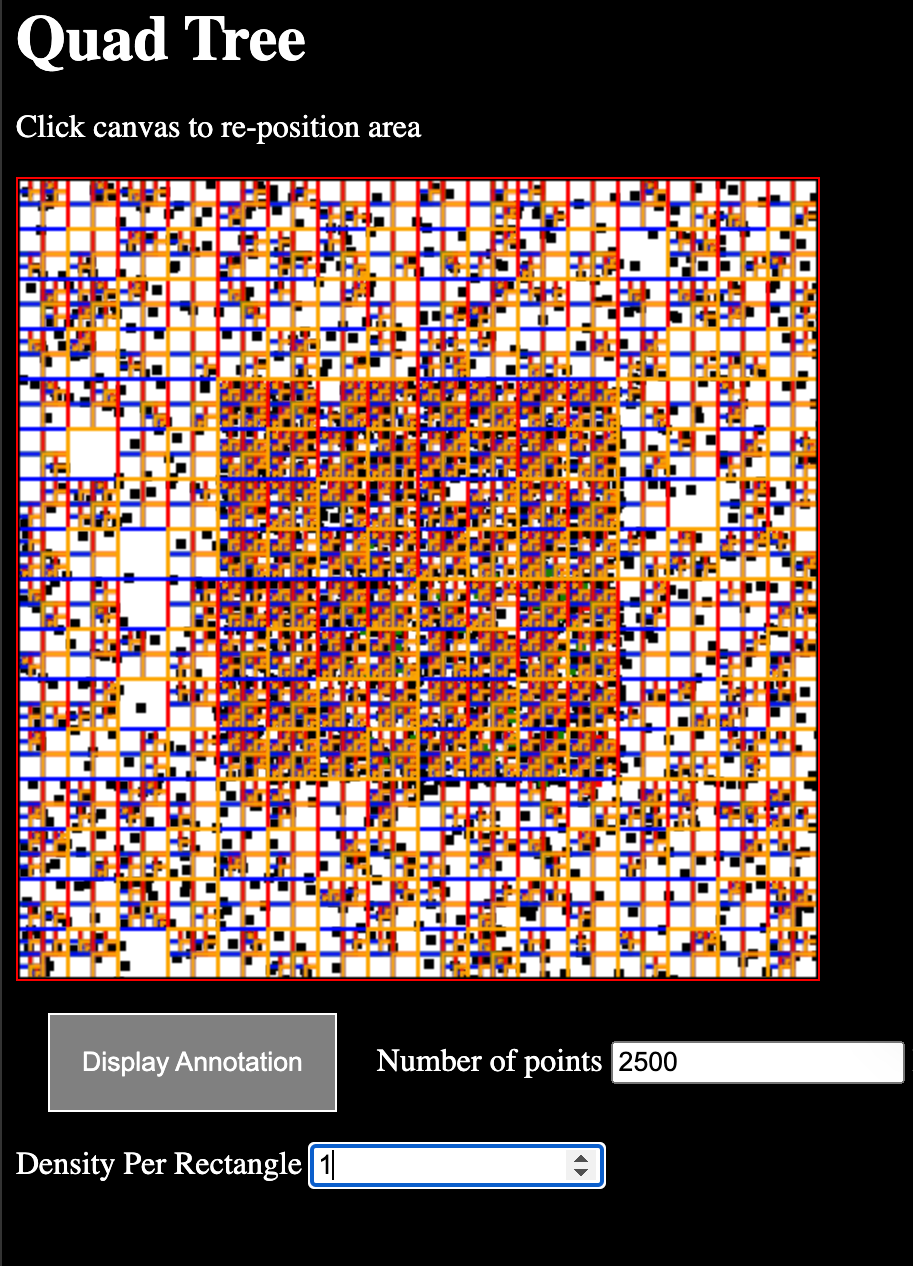 Quad Tree
Click canvas to re-position area
Display Annotation
Number of points 2500
Density Per Rectangle 1